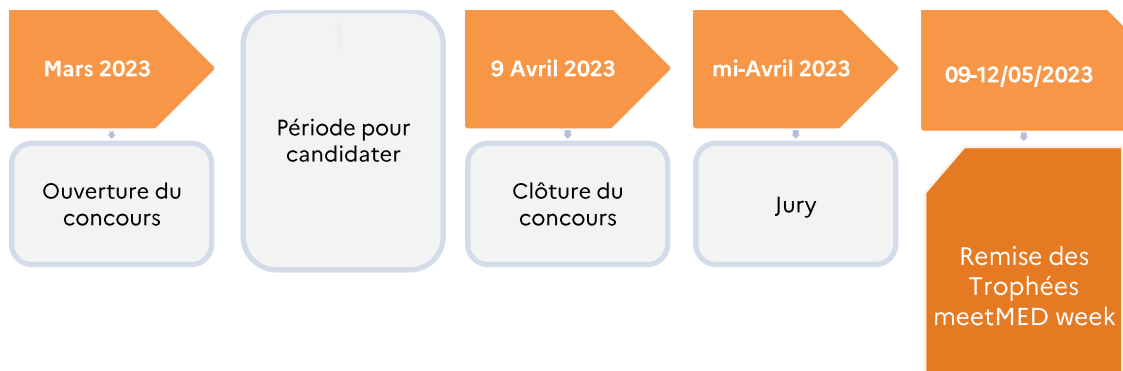 Mars 2023
Ouverture du
concours
Période pour
candidater
9 Avril 2023
Clôture du
concours
mi-Avril 2023
Jury
09-12/05/2023
Remise des
Trophées
meetMED week